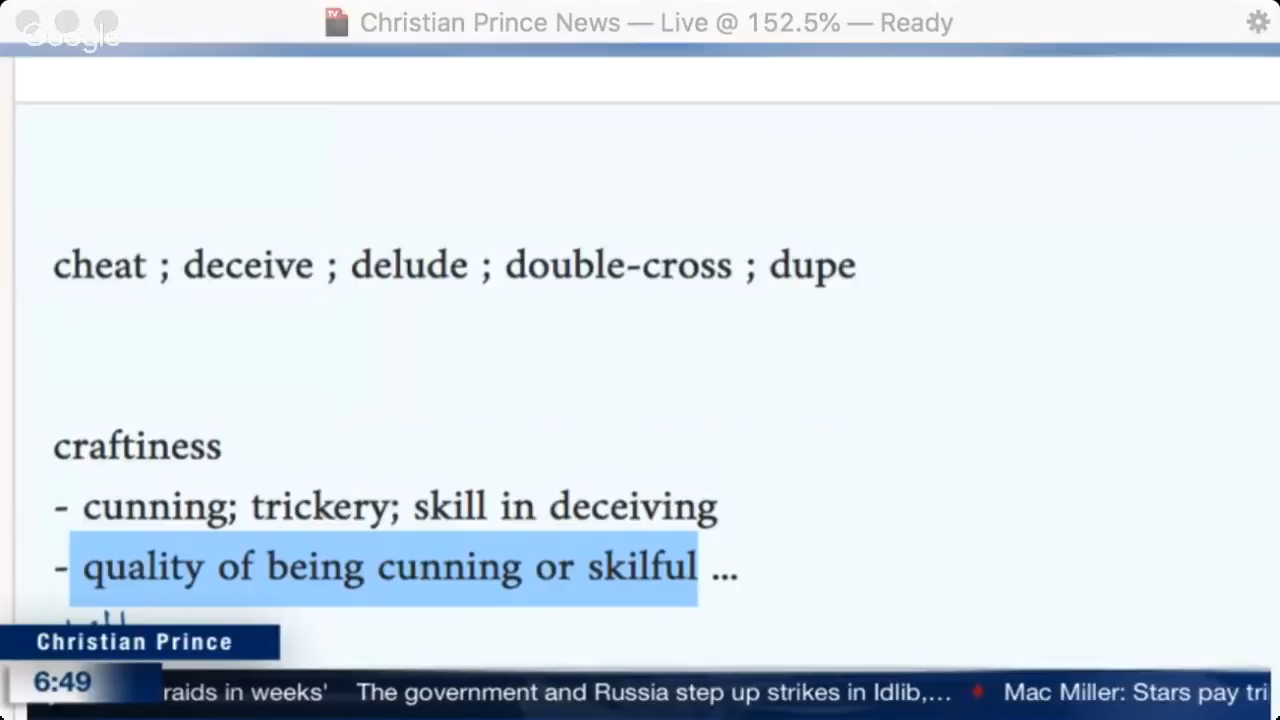 Christian Prince News — Live @ 152.5% — Ready
Google
cheat ; deceive ; delude ; double-cross ; dupe
craftiness
- cunning; trickery; skill in deceiving
- quality of being cunning or skilful ...
Christian Prince
6:49
raids in weeks' The government and Russia step up strikes in Idlib,... Mac Miller: Stars pay tri